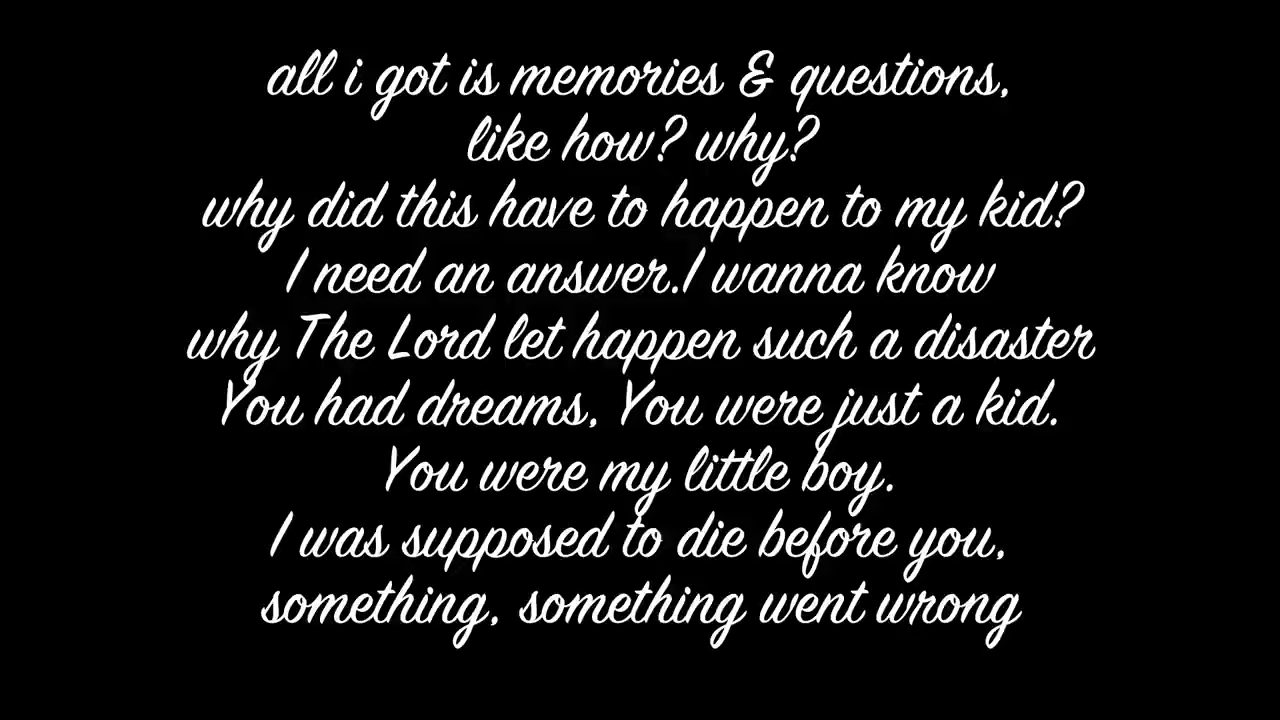 all i got is memories & questions,
like how? why?
why did this have to happen to my kid?
I need an answer.I wanna know
why The Lord let happen such a disaster
You had dreams, You were just a kid.
You were my little boy.
I was supposed to die before you,
something, something went wrong